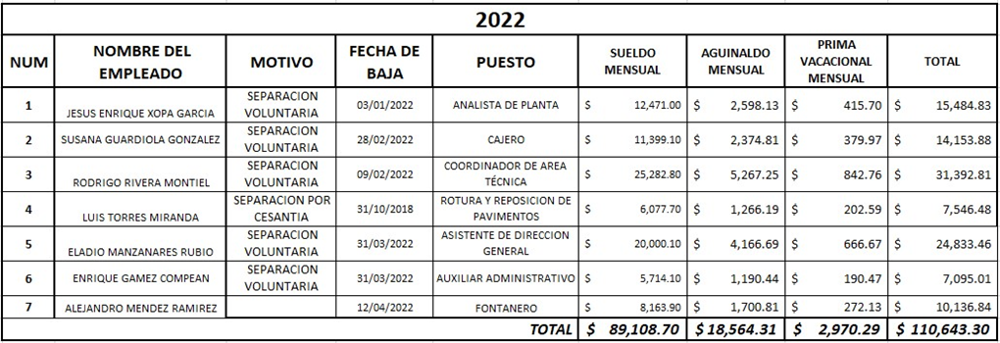 2022
NUM NOMBRE DEL EMPLEADO MOTIVO FECHA DE BAJA PUESTO SUELDO MENSUAL AGUINALDO MENSUAL PRIMA VACACIONAL MENSUAL TOTAL
1 JESUS ENRIQUE XOPA GARCIA SEPARACION VOLUNTARIA 03/01/2022 ANALISTA DE PLANTA $ 12,471.00 $ 2,598.13 $ 415.70 $ 15,484.83
2 SUSANA GUARDIOLA GONZALEZ SEPARACION VOLUNTARIA 28/02/2022 CAJERO $ 11,399.10 $ 2,374.81 $ 379.97 $ 14,153.88
3 RODRIGO RIVERA MONTIEL SEPARACION VOLUNTARIA 09/02/2022 COORDINADOR DE AREA TÉCNICA $ 25,282.80 $ 5,267.25 $ 842.76 $ 31,392.81
4 LUIS TORRES MIRANDA SEPARACION POR CESANTIA 31/10/2018 ROTURA Y REPOSICION DE PAVIMENTOS $ 6,077.70 $ 1,266.19 $ 202.59 $ 7,546.48
5 ELADIO MANZANARES RUBIO SEPARACION VOLUNTARIA 31/03/2022 ASISTENTE DE DIRECCION GENERAL $ 20,000.10 $ 4,166.69 $ 666.67 $ 24,833.46
6 ENRIQUE GAMEZ COMPEAN SEPARACION VOLUNTARIA 31/03/2022 AUXILIAR ADMINISTRATIVO $ 5,714.10 $ 1,190.44 $ 190.47 $ 7,095.01
7 ALEJANDRO MENDEZ RAMIREZ 12/04/2022 FONTANERO $ 8,163.90 $ 1,700.81 $ 272.13 $ 10,136.84
TOTAL $ 89,108.70 $ 18,564.31 $ 2,970.29 $ 110,643.30